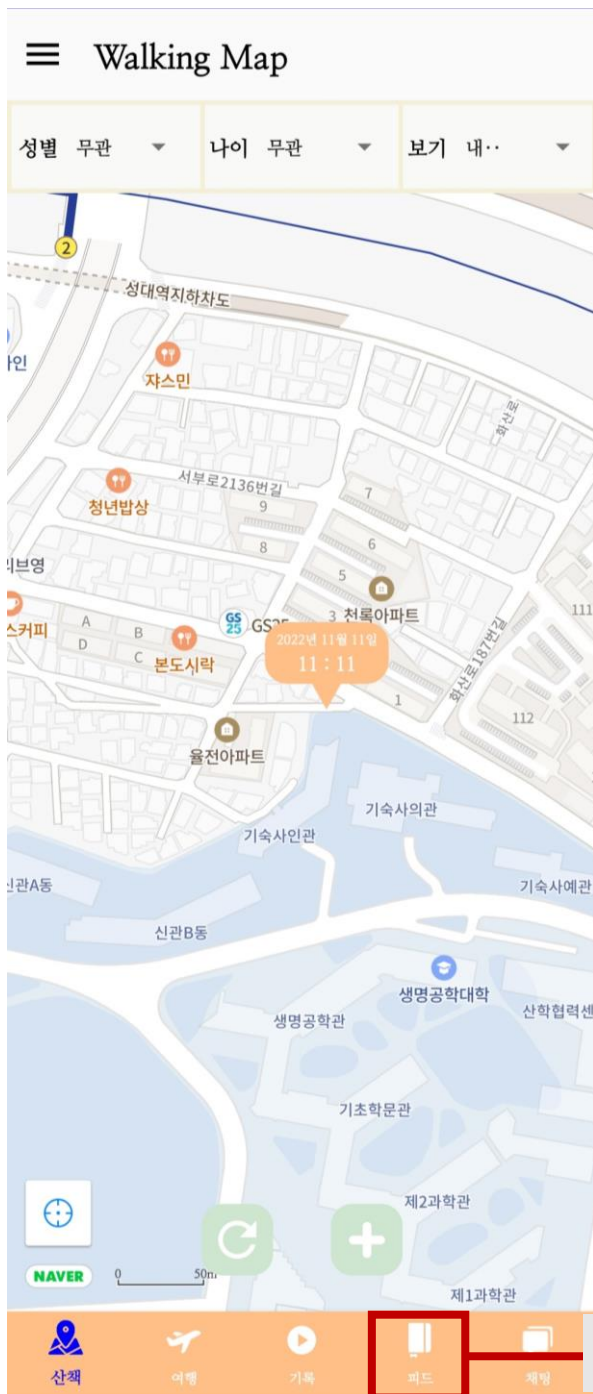 Walking Map
성별 무관
나이 무관
보기 내··
2
성대역지하차도
쟈스민
화산로
서부로2136번길
청년밥상
9
7
8
6
5
리브영
천록아파트
3
111
GS25
GS25
스커피
A
B
D
C
본도시락
2022년 11월 11일
11 : 11
화산로187번길
1
112
율전아파트
기숙사인관
기숙사의관
신관A동
기숙사예관
신관B동
생명공학대학
생명공학관
산학협력센
기초학문관
제2과학관
NAVER
0 50m
제1과학관
산책
여행
기록
피드
채팅